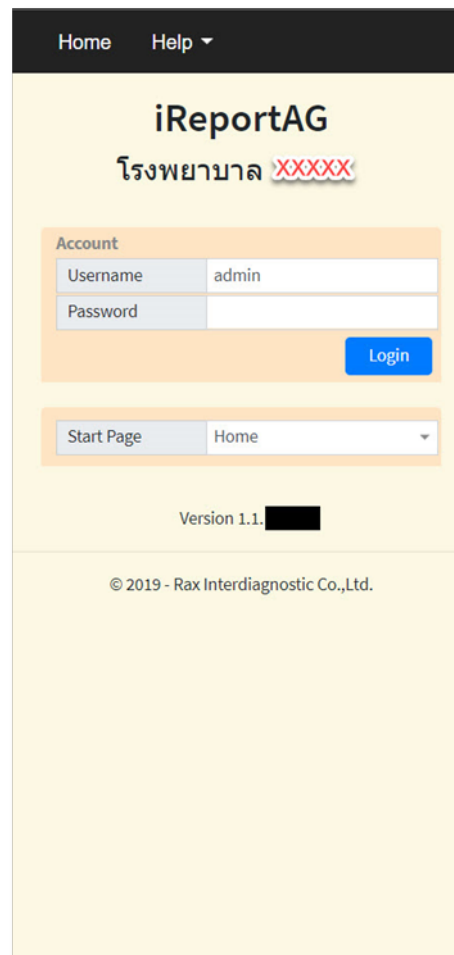 Home Help
iReportAG
โรงพยาบาล XXXXX
Account
Username admin
Password
Login
Start Page Home
Version 1.1.
© 2019 - Rax Interdiagnostic Co.,Ltd.